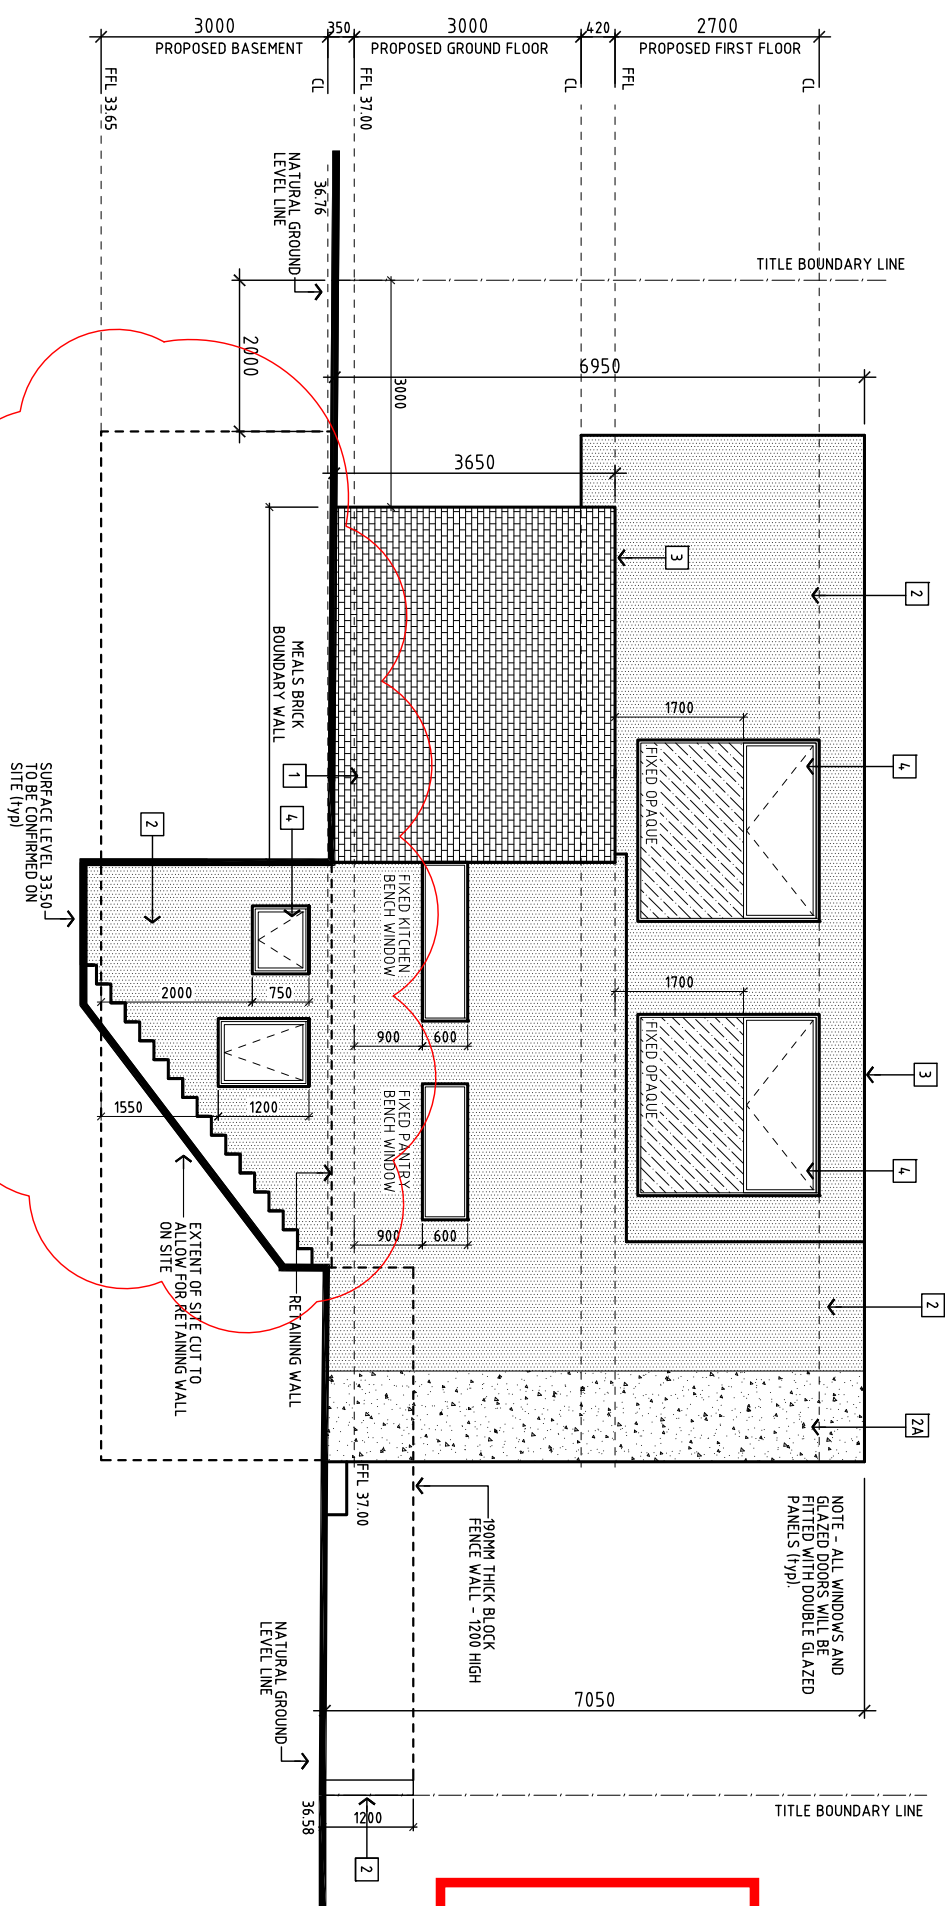 3000
350
3000
420
2700
PROPOSED BASEMENT
PROPOSED GROUND FLOOR
PROPOSED FIRST FLOOR
FFL 33.65
CL
FFL 37.00
CL
FFL
CL
NATURAL GROUND
LEVEL LINE
36.76
TITLE BOUNDARY LINE
2000
3000
6950
3650
3
2
MEALS BRICK
BOUNDARY WALL
1
4
2
SURFACE LEVEL 33.50
TO BE CONFIRMED ON
SITE (typ)
1700
FIXED OPAQUE
4
FIXED KITCHEN
BENCH WINDOW
2000
750
900
600
1700
FIXED OPAQUE
3
4
1550
1200
FIXED PANTRY
BENCH WINDOW
900
600
EXTENT OF SITE CUT TO
ALLOW FOR RETAINING WALL
ON SITE
RETAINING WALL
2
2A
FFL 37.00
190MM THICK BLOCK
FENCE WALL - 1200 HIGH
NOTE - ALL WINDOWS AND
GLAZED DOORS WILL BE
FITTED WITH DOUBLE GLAZED
PANELS (typ).
NATURAL GROUND
LEVEL LINE
7050
36.58
1200
TITLE BOUNDARY LINE
2